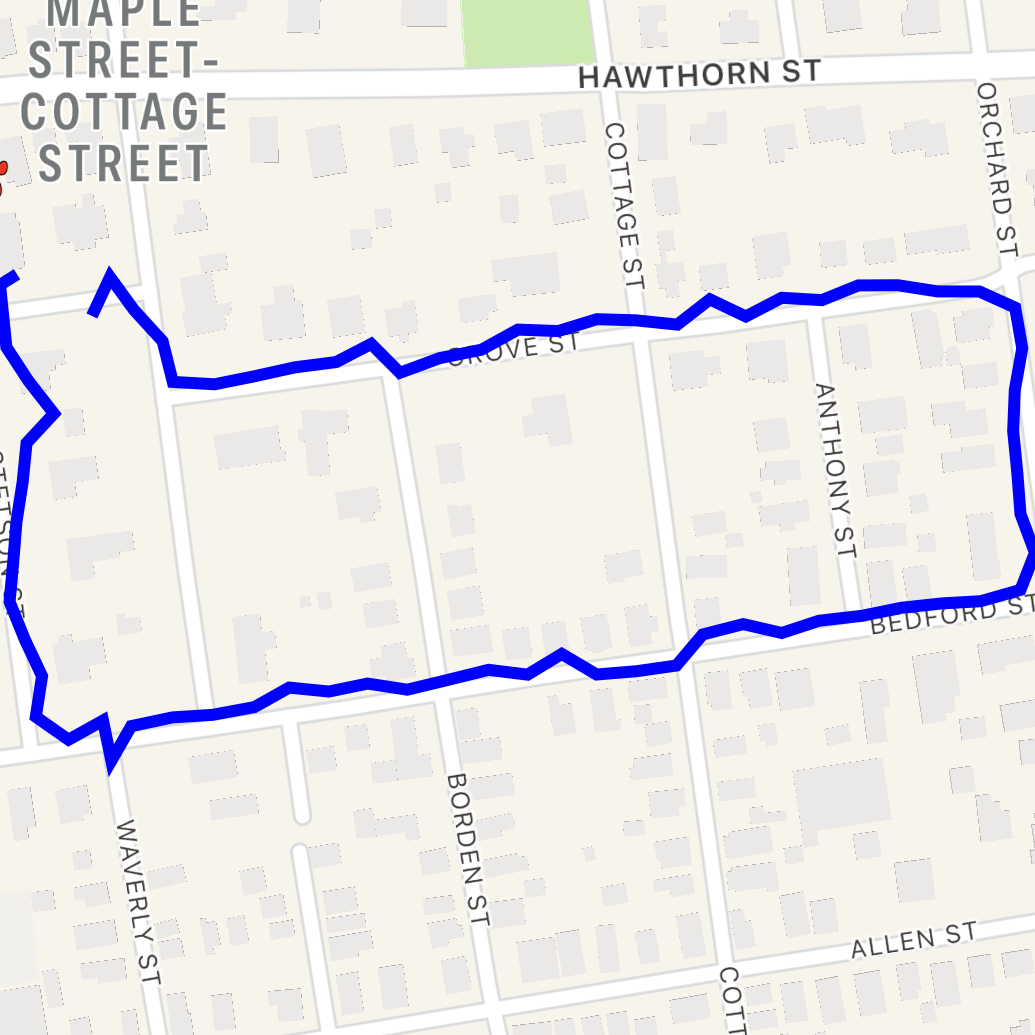 MAPLE
STREET-
COTTAGE
STREET
HAWTHORN ST
COTTAGE ST
ORCHARD ST
GROVE ST
ANTHONY ST
STETSON ST
BEDFORD ST
BORDEN ST
WAVERLY ST
ALLEN ST
COTT